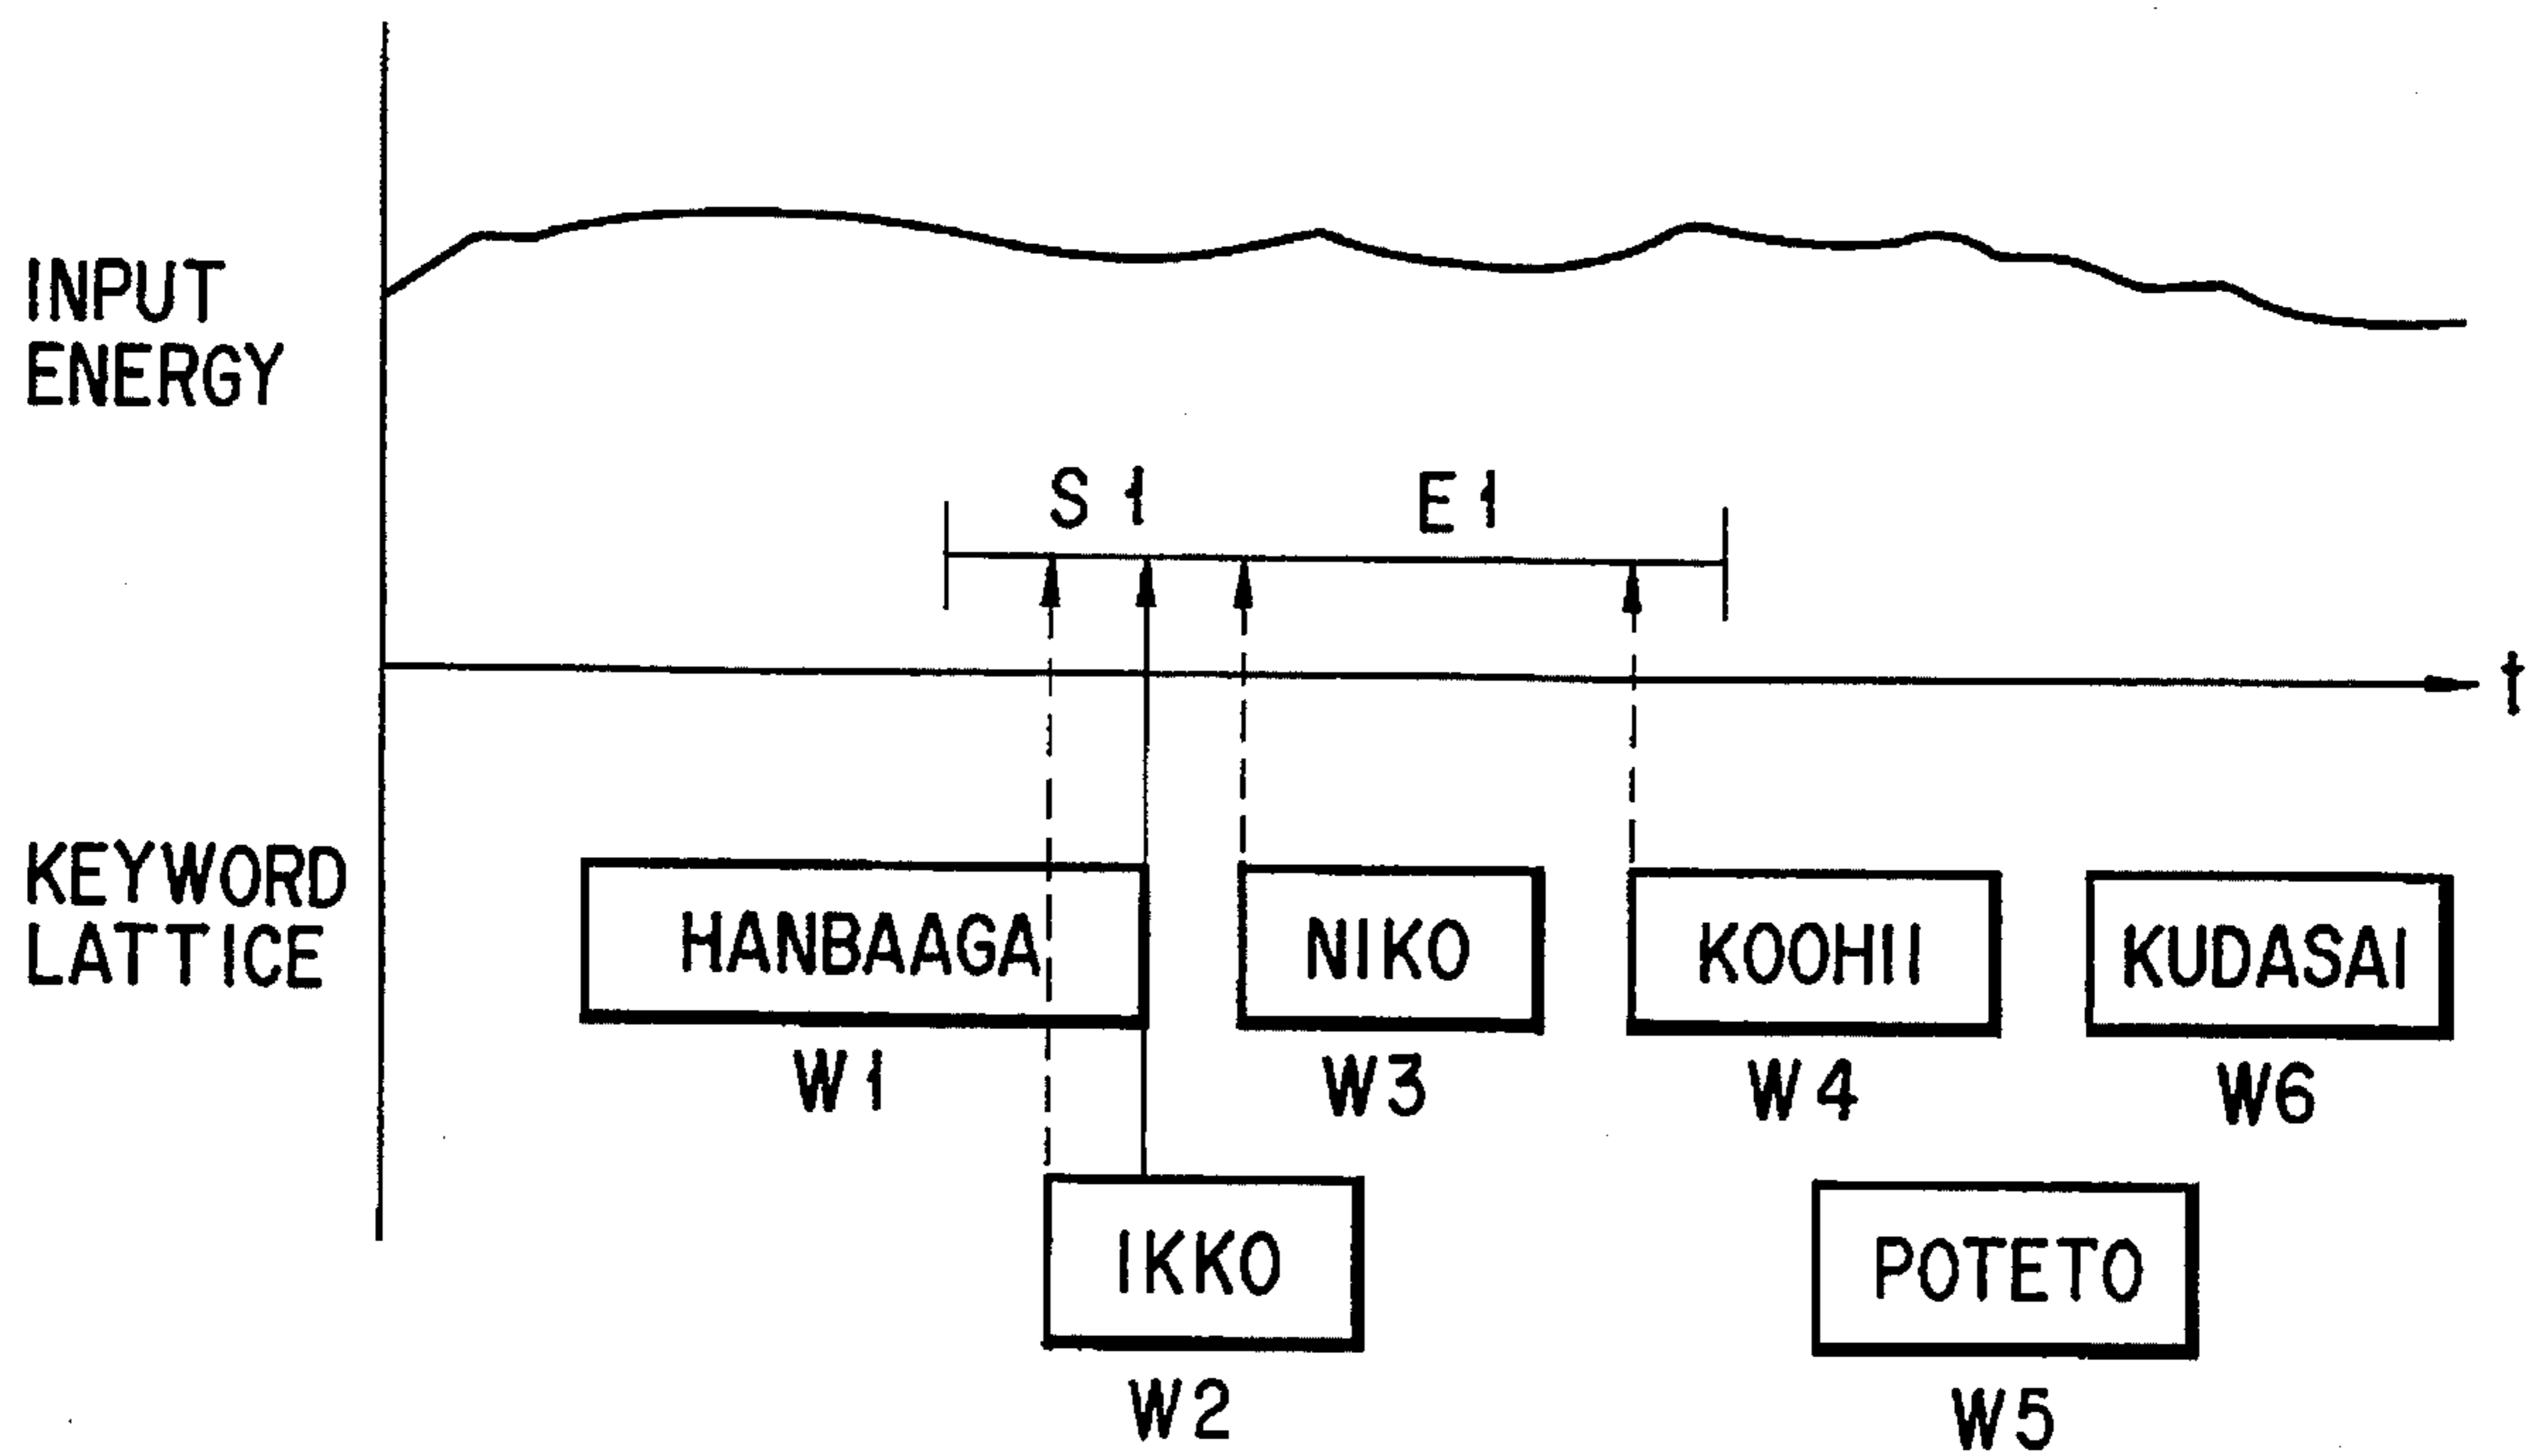 INPUT
ENERGY
S1 E1
t
KEYWORD
LATTICE
HANBAAGA NIKO KOOHII KUDASAI
W1 W3 W4 W6
IKKO POTETO
W2 W5